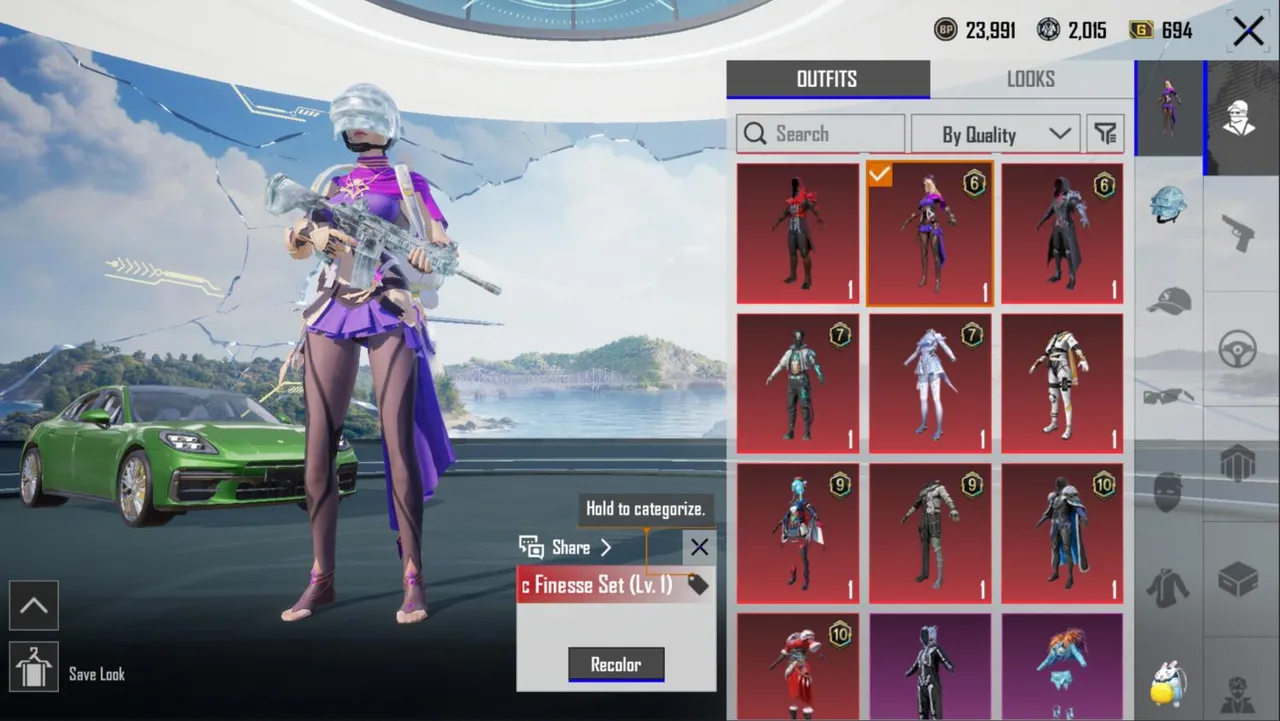 BP 23,991
2,015
G 694
OUTFITS
LOOKS
Search
By Quality
6
6
1
1
1
7
7
1
1
1
9
9
10
1
1
1
10
Hold to categorize.
Share
c Finesse Set (Lv. 1)
Recolor
Save Look